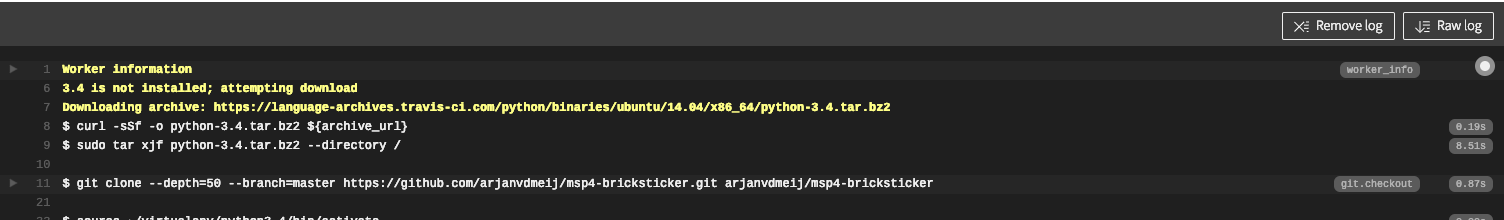 Remove log Raw log
1 Worker information worker_info
6 3.4 is not installed; attempting download
7 Downloading archive: https://language-archives.travis-ci.com/python/binaries/ubuntu/14.04/x86_64/python-3.4.tar.bz2
8 $ curl -sSf -o python-3.4.tar.bz2 ${archive_url} 0.19s
9 $ sudo tar xjf python-3.4.tar.bz2 --directory / 8.51s
10
11 $ git clone --depth=50 --branch=master https://github.com/arjanvdmeij/msp4-bricksticker.git arjanvdmeij/msp4-bricksticker git.checkout 0.87s
21